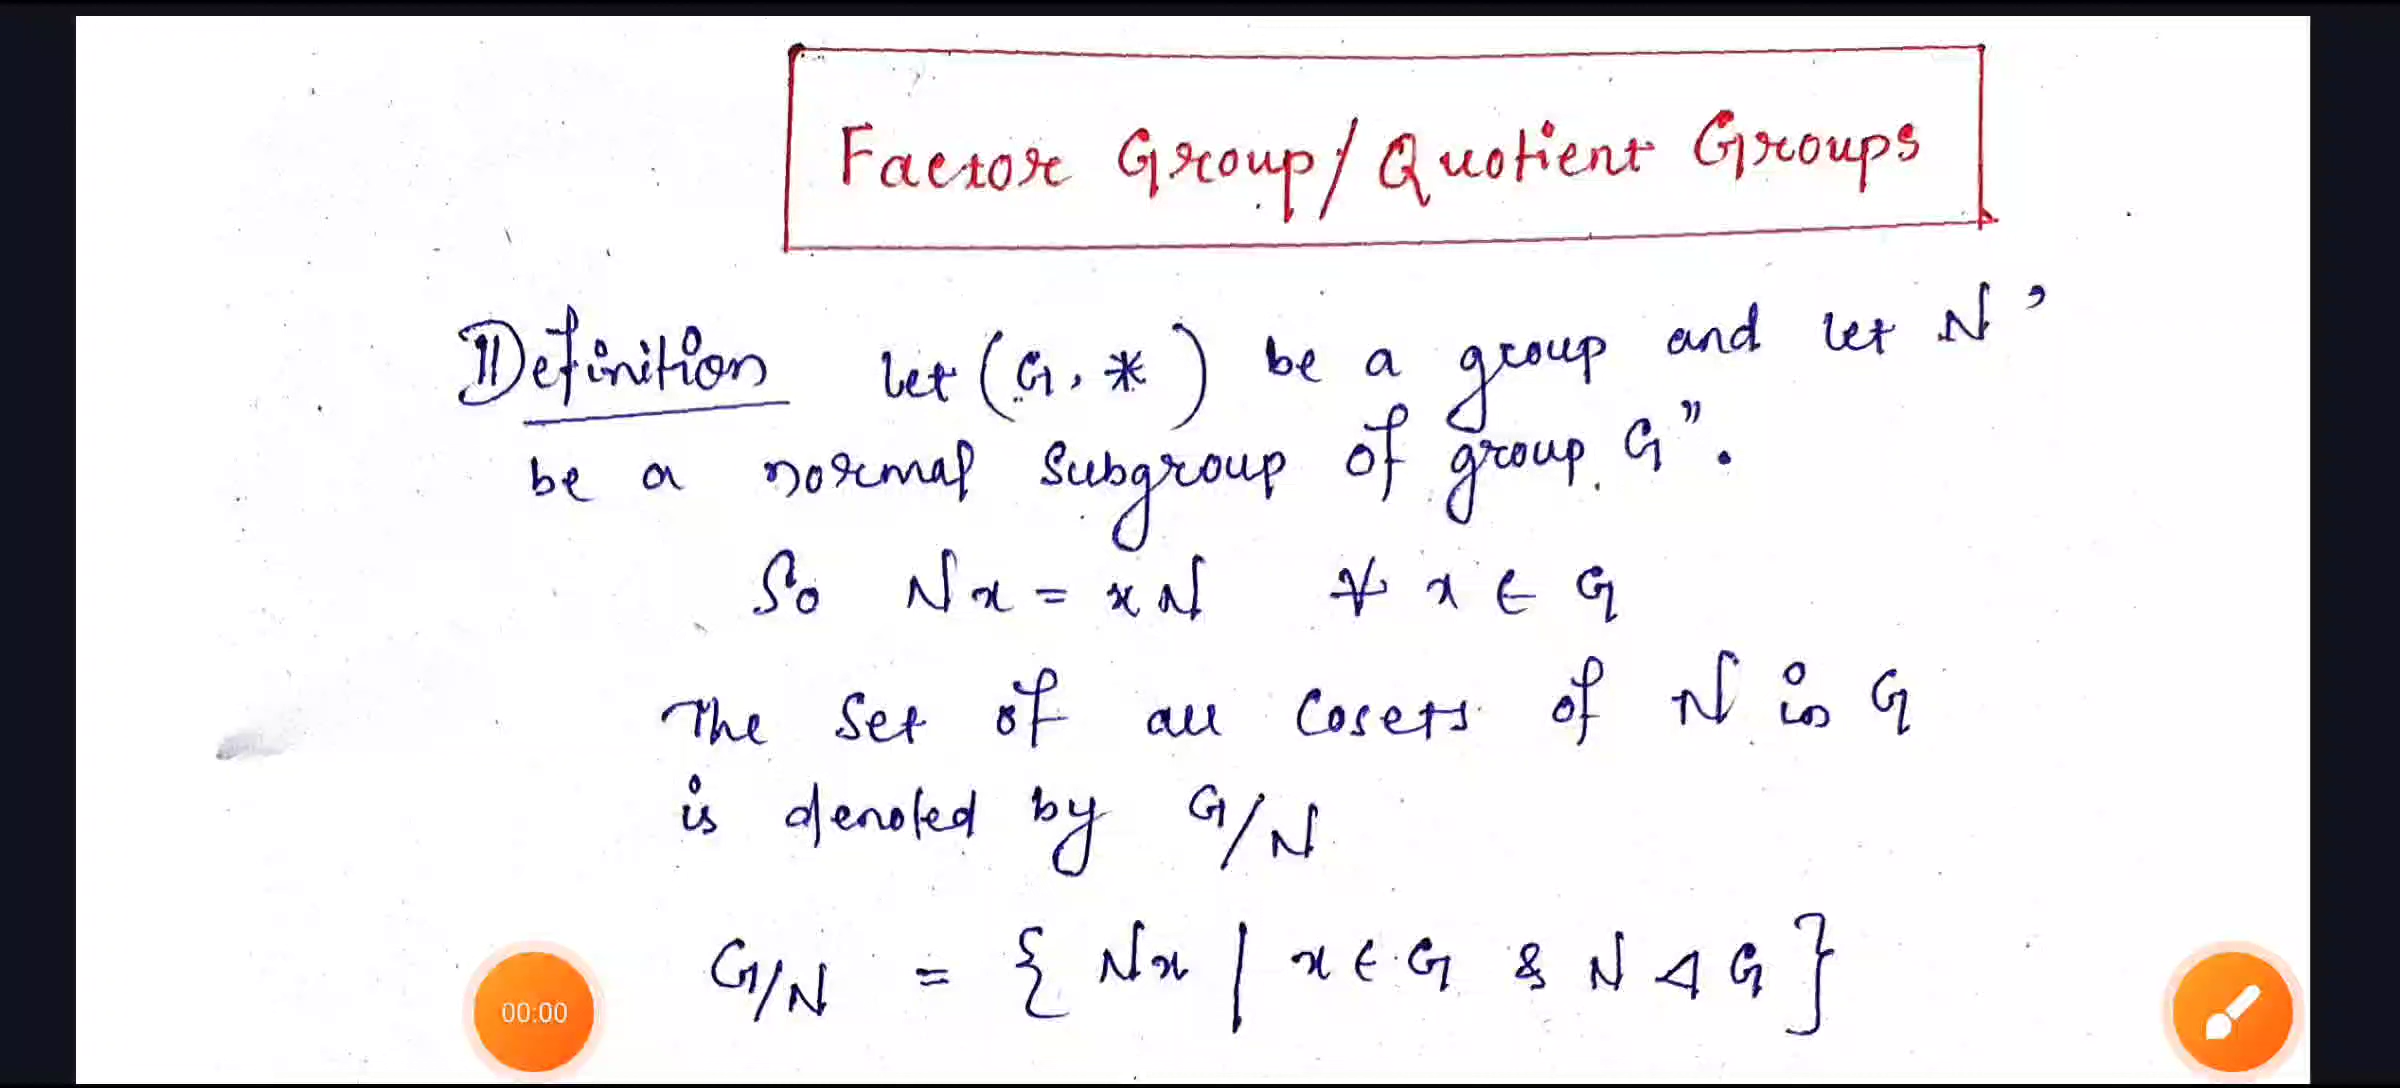 Factor Group/Quotient Groups
Definition let (G, *) be a group and let N'
be a normal subgroup of group G".
So Nx = xN ∀ x ∈ G
The Set of all Cosets of N in G
is denoted by G/N
G/N = { Nx | x ∈ G & N ⊲ G }
00:00